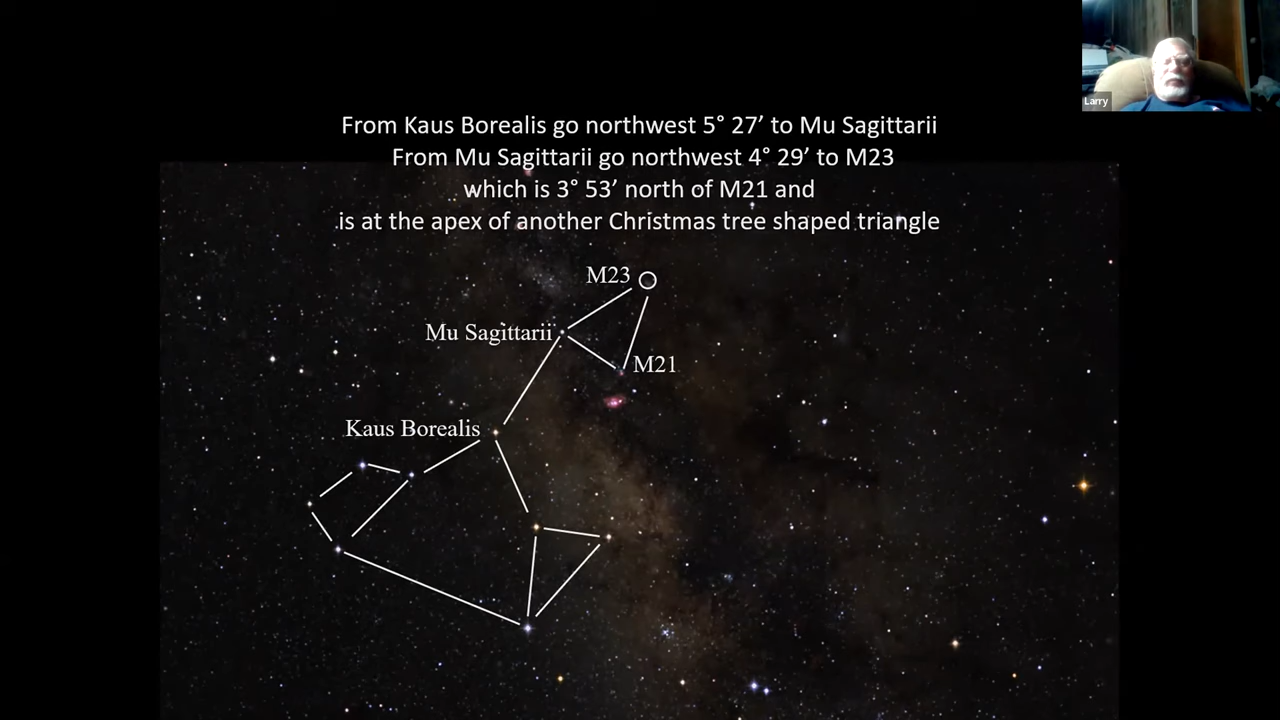 Larry
From Kaus Borealis go northwest 5° 27’ to Mu Sagittarii
From Mu Sagittarii go northwest 4° 29’ to M23
which is 3° 53’ north of M21 and
is at the apex of another Christmas tree shaped triangle
M23
Mu Sagittarii
M21
Kaus Borealis